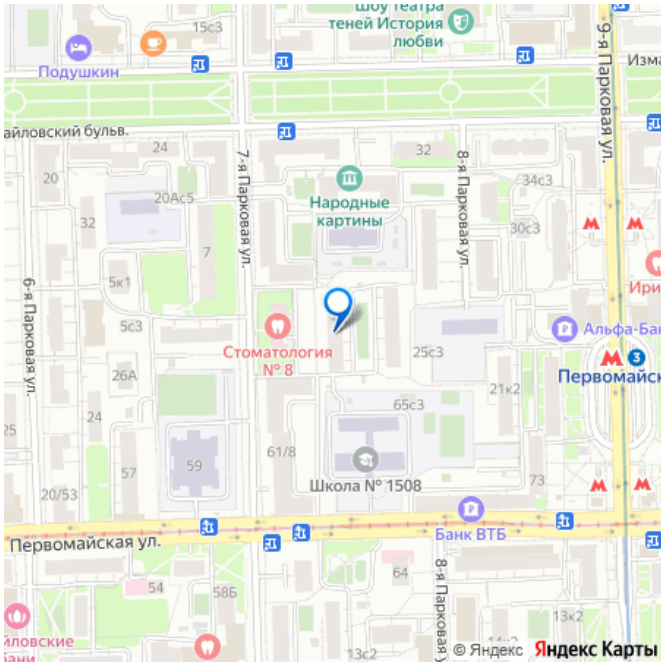 15с3
шоу театра
теней История
любви
Подушкин
9-я Парковая ул.
Изма
айловский бульв.
24
7-я Парковая ул.
32
8-я Парковая ул.
20
20Ас5
Народные
картины
34с3
32
30с3
7
Ири
5к1
6-я Парковая ул.
5с3
Стоматология
№ 8
25с3
Альфа-Бан
3
Первомайск
26А
21к2
24
65с3
25
61/8
57
59
Школа № 1508
73
20/53
Первомайская ул.
Банк ВТБ
54
58Б
64
8-я Парковая у
13к2
айловские
бани
13к2
14с2
© Яндекс Яндекс Карты